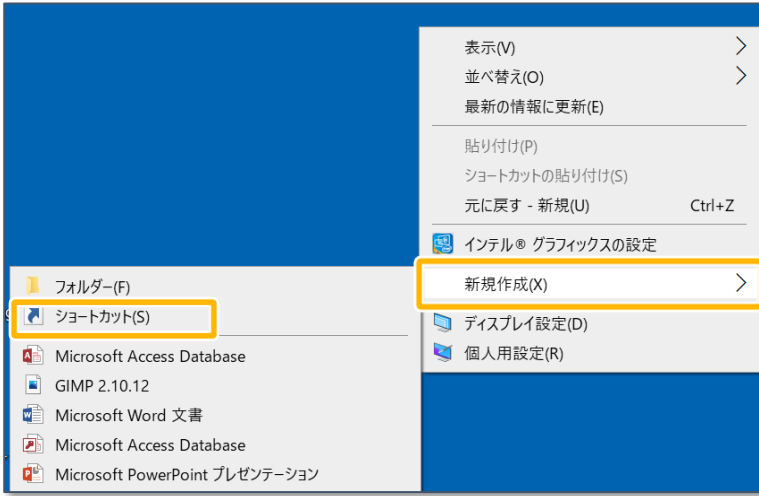 表示(V)
並べ替え(O)
最新の情報に更新(E)
貼り付け(P)
ショートカットの貼り付け(S)
元に戻す - 新規(U) Ctrl+Z
インテル® グラフィックスの設定
新規作成(X)
ディスプレイ設定(D)
個人用設定(R)
フォルダー(F)
ショートカット(S)
Microsoft Access Database
GIMP 2.10.12
Microsoft Word 文書
Microsoft Access Database
Microsoft PowerPoint プレゼンテーション